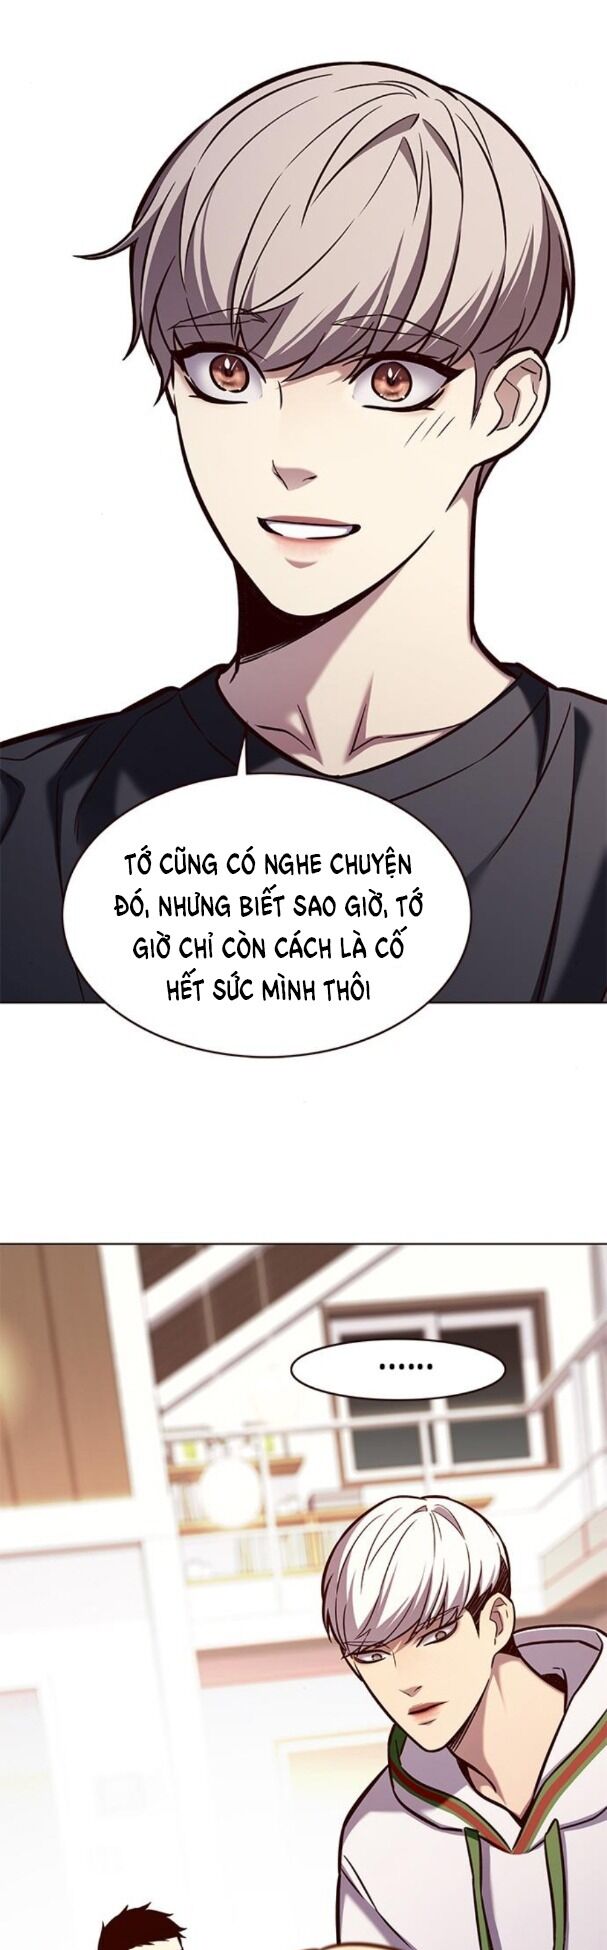 TỚ CŨNG CÓ NGHE CHUYỆN
ĐÓ, NHƯNG BIẾT SAO GIỜ, TỚ
GIỜ CHỈ CÒN CÁCH LÀ CỐ
HẾT SỨC MÌNH THÔI
......